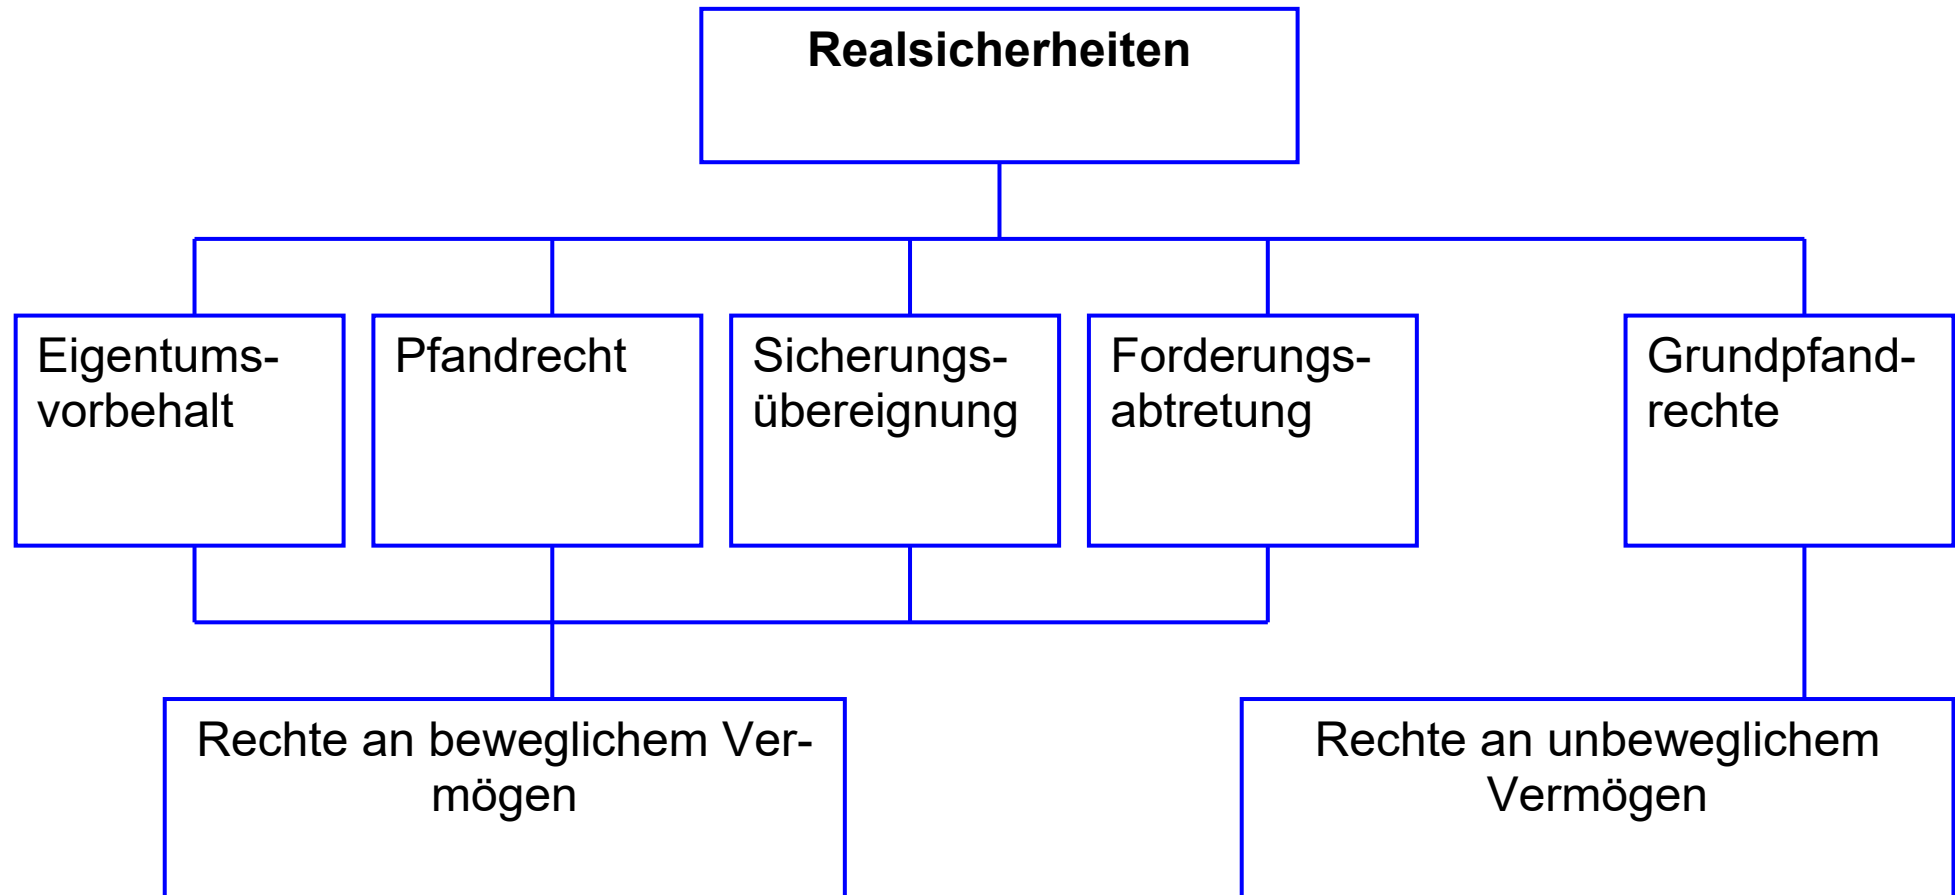 Realsicherheiten
Eigentums-
vorbehalt
Pfandrecht
Sicherungs-
übereignung
Forderungs-
abtretung
Grundpfand-
rechte
Rechte an beweglichem Ver-
mögen
Rechte an unbeweglichem
Vermögen